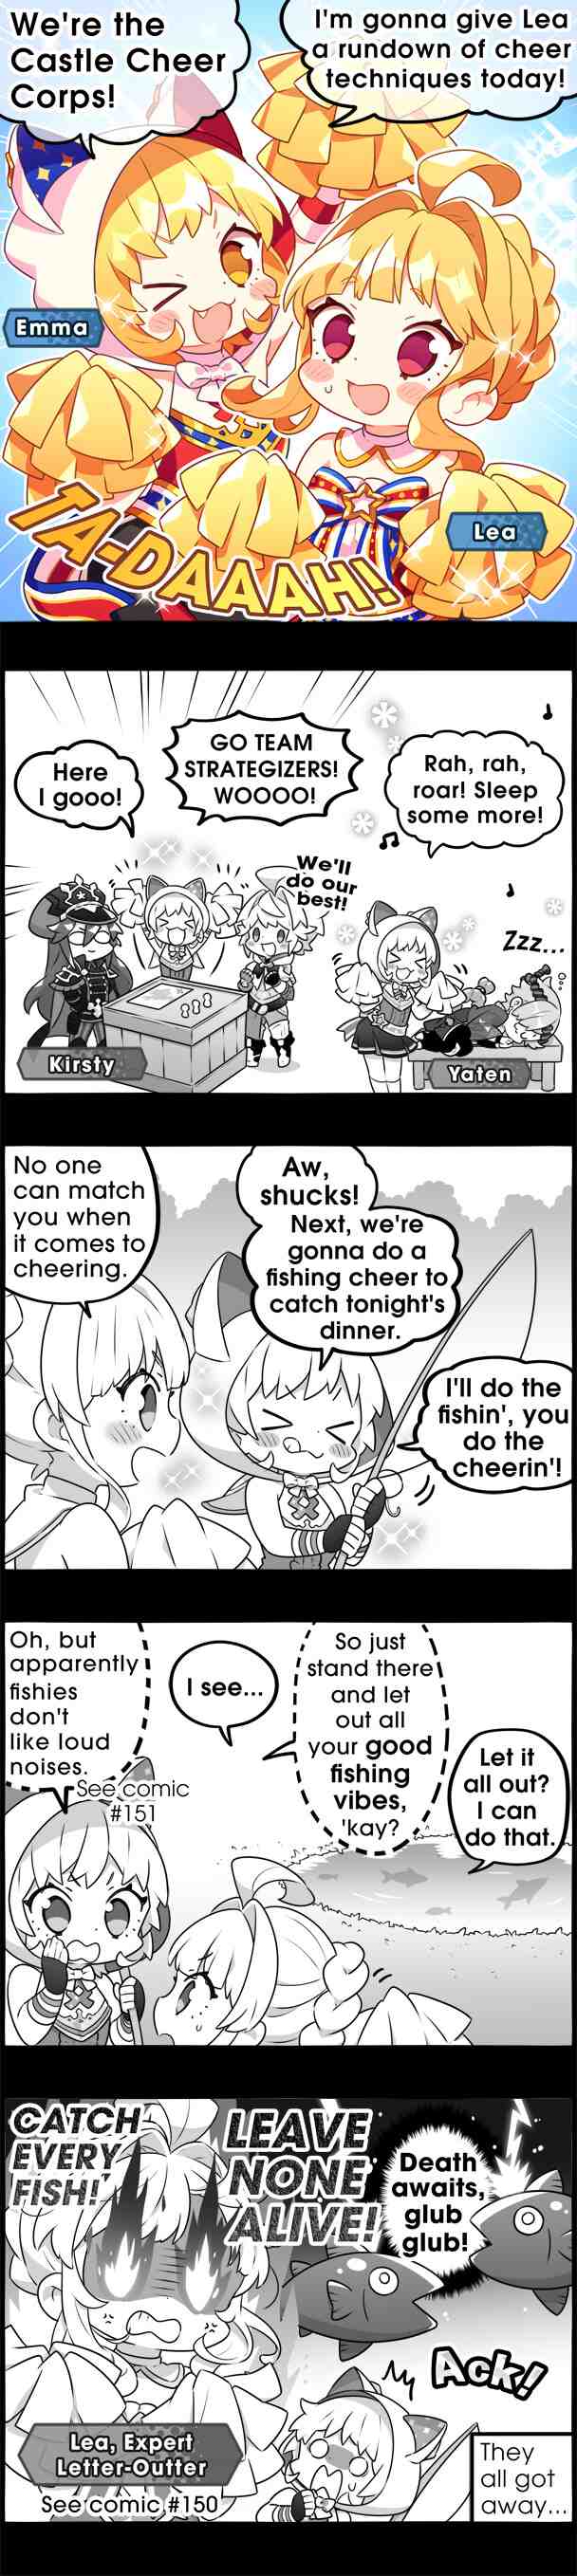 We're the
Castle Cheer
Corps!
I'm gonna give Lea
a rundown of cheer
techniques today!
Emma
Lea
TA-DAAAH!
Here
I gooo!
GO TEAM
STRATEGIZERS!
WOOOO!
We'll
do our
best!
Rah, rah,
roar! Sleep
some more!
Zzz...
Kirsty
Yaten
No one
can match
you when
it comes to
cheering.
Aw,
shucks!
Next, we're
gonna do a
fishing cheer to
catch tonight's
dinner.
I'll do the
fishin', you
do the
cheerin'!
Oh, but
apparently
fishies
don't
like loud
noises.
See comic
#151
I see...
So just
stand there
and let
out all
your good
fishing
vibes,
'kay?
Let it
all out?
I can
do that.
CATCH
EVERY
FISH!
LEAVE
NONE
ALIVE!
Death
awaits,
glub
glub!
Ack!
Lea, Expert
Letter-Outter
See comic #150
They
all got
away...